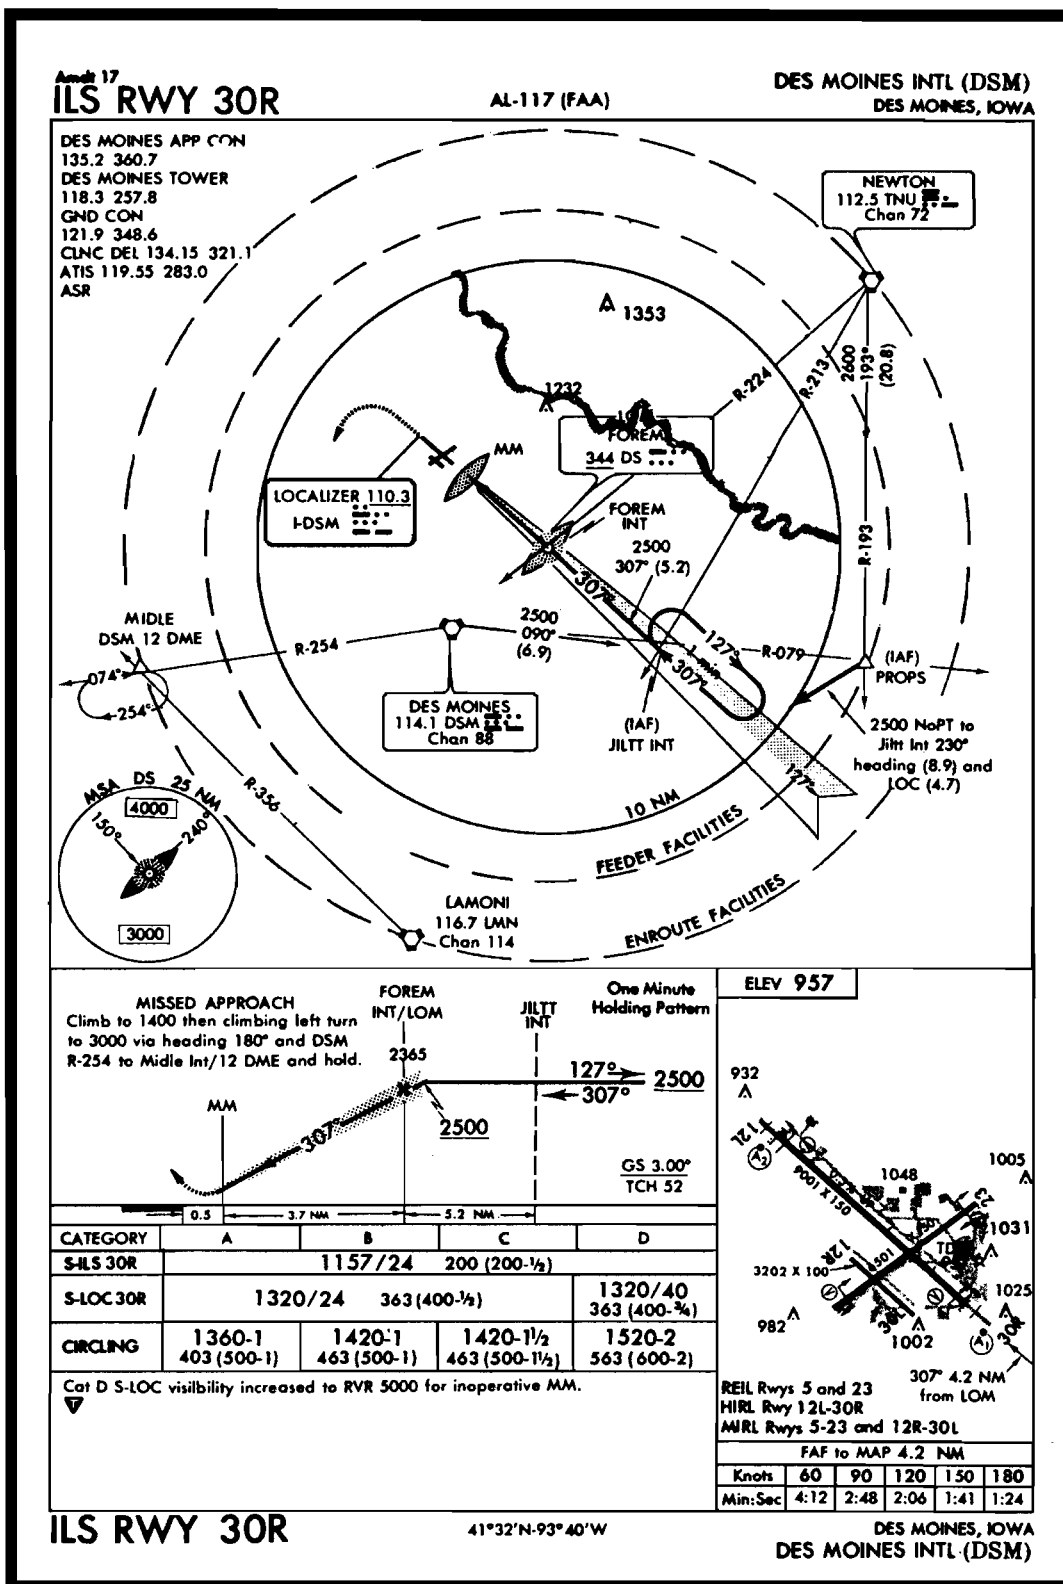 Amdt 17
ILS RWY 30R
AL-117 (FAA)
DES MOINES INTL (DSM)
DES MOINES, IOWA
DES MOINES APP CON
135.2 360.7
DES MOINES TOWER
118.3 257.8
GND CON
121.9 348.6
CLNC DEL 134.15 321.1
ATIS 119.55 283.0
ASR
NEWTON
112.5 TNU
Chan 72
1353
2600
193°
(20.8)
R-224
R-213
R-193
1232
FOREM
344 DS
MM
LOCALIZER 110.3
I-DSM
FOREM
INT
2500
307° (5.2)
307°
MIDLE
DSM 12 DME
R-254
2500
090°
(6.9)
127°
1 min
307°
R-079
(IAF)
PROPS
074°
254°
DES MOINES
114.1 DSM
Chan 88
(IAF)
JILTT INT
2500 NoPT to
Jiltt Int 230°
heading (8.9) and
LOC (4.7)
127°
R-356
10 NM
FEEDER FACILITIES
ENROUTE FACILITIES
MSA DS 25 NM
4000
150°
240°
3000
LAMONI
116.7 LMN
Chan 114
MISSED APPROACH
Climb to 1400 then climbing left turn
to 3000 via heading 180° and DSM
R-254 to Midle Int/12 DME and hold.
FOREM
INT/LOM
2365
JILTT
INT
One Minute
Holding Pattern
127°
307°
2500
MM
307°
2500
GS 3.00°
TCH 52
0.5
3.7 NM
5.2 NM
CATEGORY A B C D
S-ILS 30R 1157/24 200 (200-½)
S-LOC 30R 1320/24 363 (400-½) 1320/40
363 (400-¾)
CIRCLING 1360-1 1420-1 1420-1½ 1520-2
403 (500-1) 463 (500-1) 463 (500-1½) 563 (600-2)
Cat D S-LOC visilbility increased to RVR 5000 for inoperative MM.
T
ELEV 957
932
12L
A2
9001 X 150
1048
1005
23
1031
12R
6501
3202 X 100
1025
982
1002
A1
30R
307° 4.2 NM
from LOM
REIL Rwys 5 and 23
HIRL Rwy 12L-30R
MIRL Rwys 5-23 and 12R-30L
FAF to MAP 4.2 NM
Knots 60 90 120 150 180
Min:Sec 4:12 2:48 2:06 1:41 1:24
ILS RWY 30R
41°32'N-93°40'W
DES MOINES, IOWA
DES MOINES INTL (DSM)